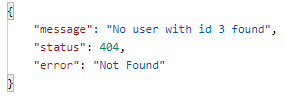 {
"message": "No user with id 3 found",
"status": 404,
"error": "Not Found"
}